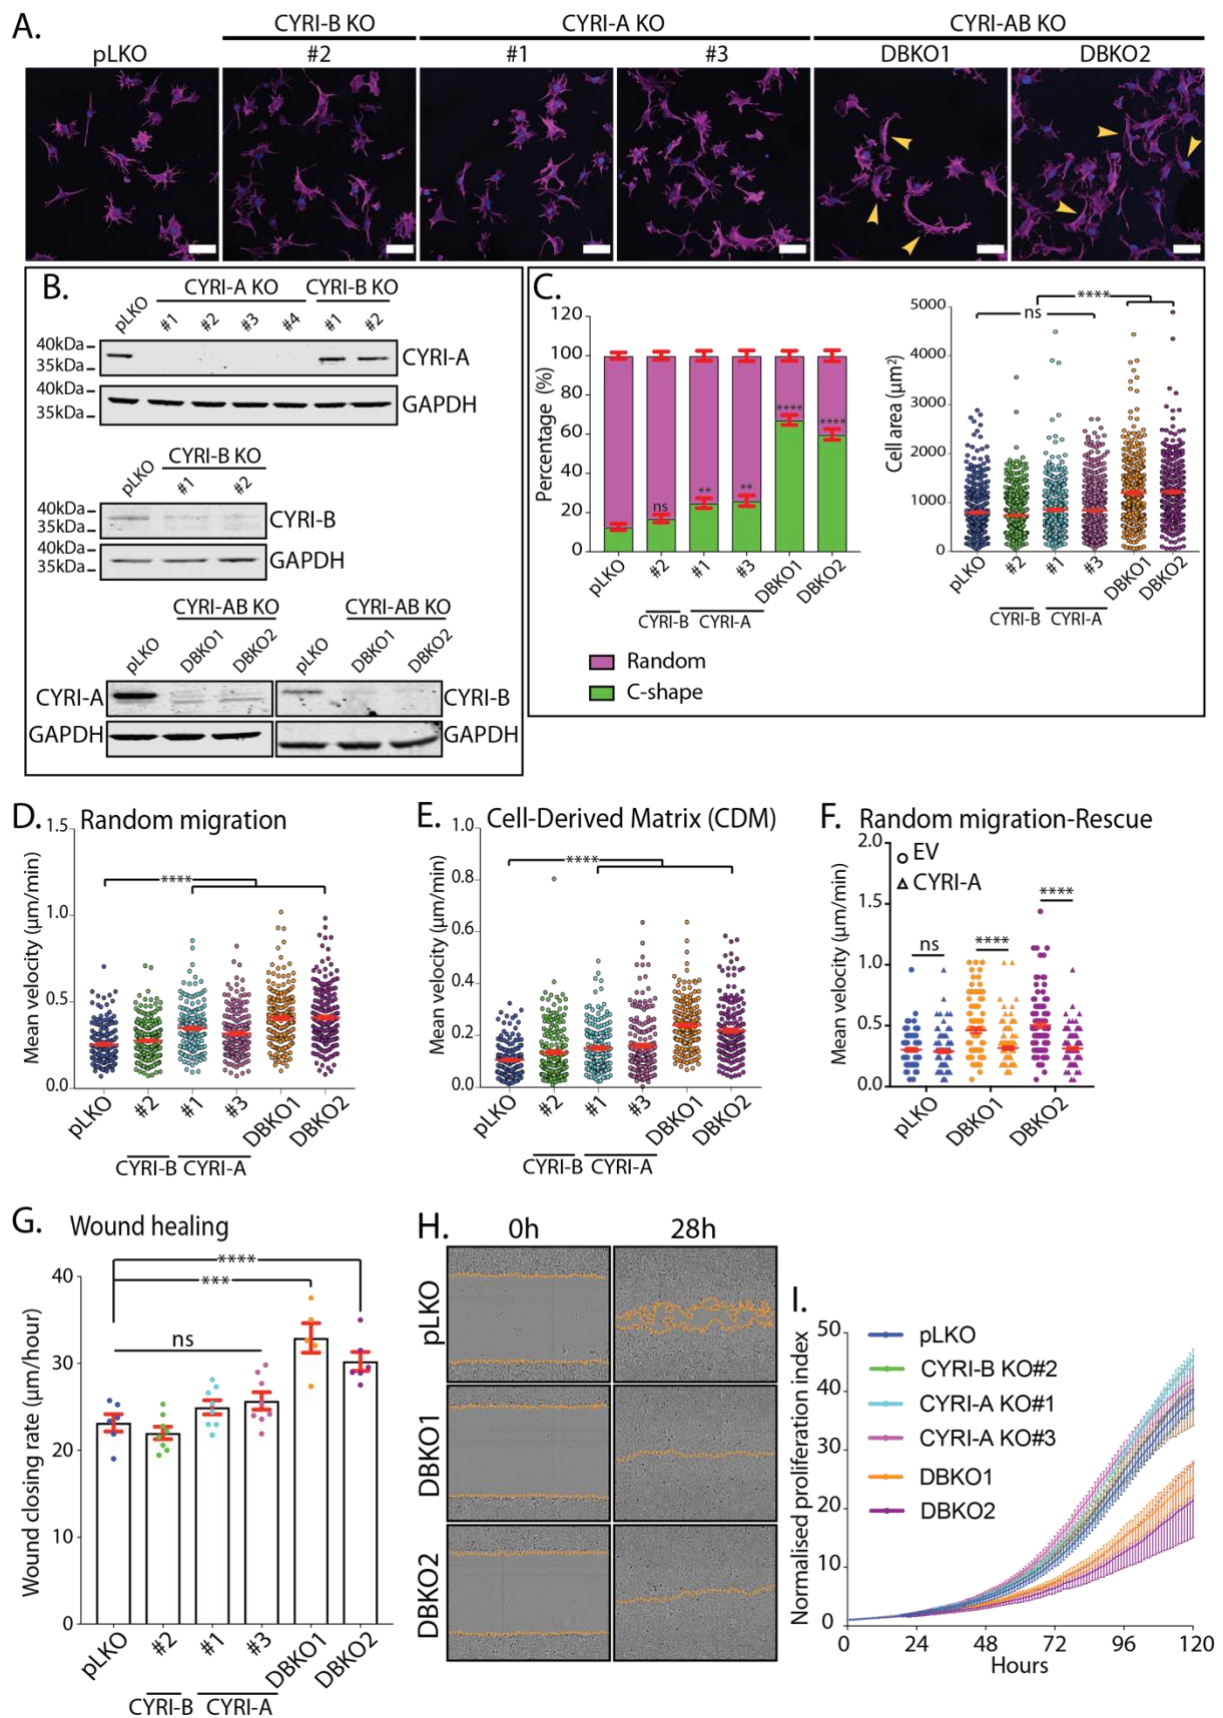 A.
CYRI-B KO CYRI-A KO CYRI-AB KO
pLKO #2 #1 #3 DBKO1 DBKO2
B.
CYRI-A KO CYRI-B KO
pLKO #1 #2 #3 #4 #1 #2
40kDa
35kDa
CYRI-A
40kDa
35kDa
GAPDH
CYRI-B KO
pLKO #1 #2
40kDa
35kDa
CYRI-B
40kDa
35kDa
GAPDH
CYRI-AB KO CYRI-AB KO
pLKO DBKO1 DBKO2 pLKO DBKO1 DBKO2
CYRI-A CYRI-B
GAPDH GAPDH
C.
Percentage (%)
120
100
80
60
40
20
0
ns ** ** **** ****
pLKO #2 #1 #3 DBKO1 DBKO2
CYRI-B CYRI-A
Random
C-shape
Cell area (µm²)
5000
4000
3000
2000
1000
0
****
ns
pLKO #2 #1 #3 DBKO1 DBKO2
CYRI-B CYRI-A
D. Random migration
Mean velocity (µm/min)
1.5
1.0
0.5
0.0
****
pLKO #2 #1 #3 DBKO1 DBKO2
CYRI-B CYRI-A
E. Cell-Derived Matrix (CDM)
Mean velocity (µm/min)
1.0
0.8
0.6
0.4
0.2
0.0
****
pLKO #2 #1 #3 DBKO1 DBKO2
CYRI-B CYRI-A
F. Random migration-Rescue
Mean velocity (µm/min)
2.0
1.5
1.0
0.5
0.0
EV
CYRI-A
ns **** ****
pLKO DBKO1 DBKO2
G. Wound healing
Wound closing rate (µm/hour)
40
30
20
10
0
****
***
ns
pLKO #2 #1 #3 DBKO1 DBKO2
CYRI-B CYRI-A
H.
0h 28h
pLKO
DBKO1
DBKO2
I.
Normalised proliferation index
50
40
30
20
10
0
pLKO
CYRI-B KO#2
CYRI-A KO#1
CYRI-A KO#3
DBKO1
DBKO2
0 24 48 72 96 120
Hours